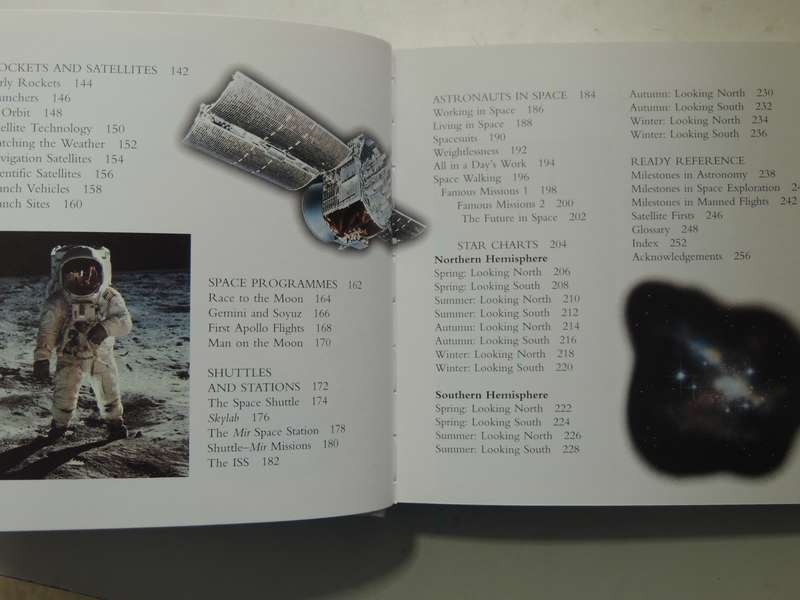 OCKETS AND SATELLITES 142
rly Rockets 144
unchers 146
Orbit 148
ellite Technology 150
atching the Weather 152
vigation Satellites 154
entific Satellites 156
unch Vehicles 158
unch Sites 160
SPACE PROGRAMMES 162
Race to the Moon 164
Gemini and Soyuz 166
First Apollo Flights 168
Man on the Moon 170
SHUTTLES
AND STATIONS 172
The Space Shuttle 174
Skylab 176
The Mir Space Station 178
Shuttle–Mir Missions 180
The ISS 182
ASTRONAUTS IN SPACE 184
Working in Space 186
Living in Space 188
Spacesuits 190
Weightlessness 192
All in a Day's Work 194
Space Walking 196
Famous Missions 1 198
Famous Missions 2 200
The Future in Space 202
STAR CHARTS 204
Northern Hemisphere
Spring: Looking North 206
Spring: Looking South 208
Summer: Looking North 210
Summer: Looking South 212
Autumn: Looking North 214
Autumn: Looking South 216
Winter: Looking North 218
Winter: Looking South 220
Southern Hemisphere
Spring: Looking North 222
Spring: Looking South 224
Summer: Looking North 226
Summer: Looking South 228
Autumn: Looking North 230
Autumn: Looking South 232
Winter: Looking North 234
Winter: Looking South 236
READY REFERENCE
Milestones in Astronomy 238
Milestones in Space Exploration
Milestones in Manned Flights 242
Satellite Firsts 246
Glossary 248
Index 252
Acknowledgements 256